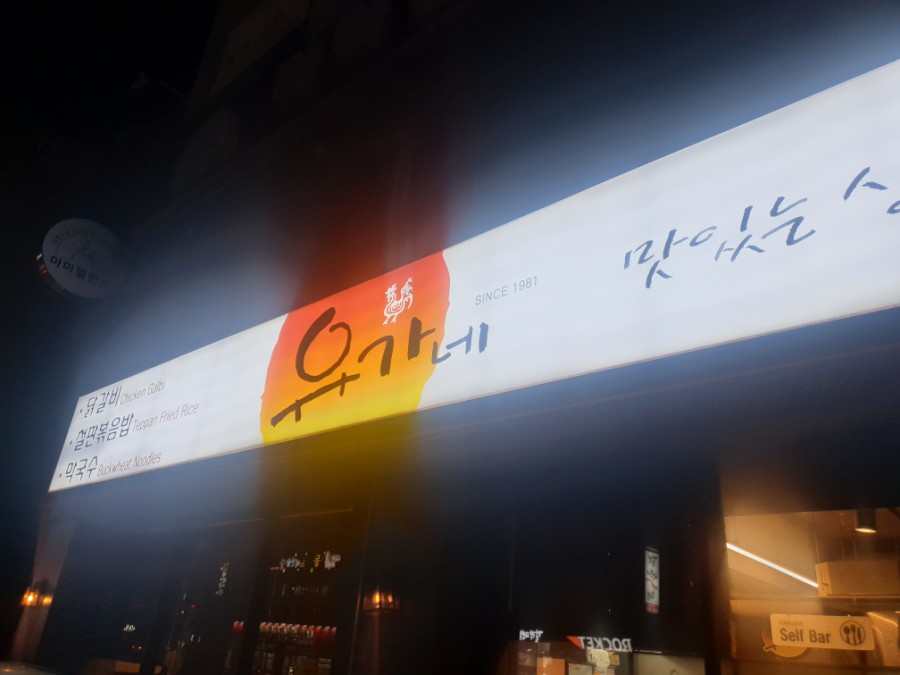 · 닭갈비 Chicken Galbi
· 철판볶음밥 Teppan Fried Rice
· 막국수 Buckwheat Noodles
유가네
SINCE 1981
맛있는
ROCKET
Self Bar